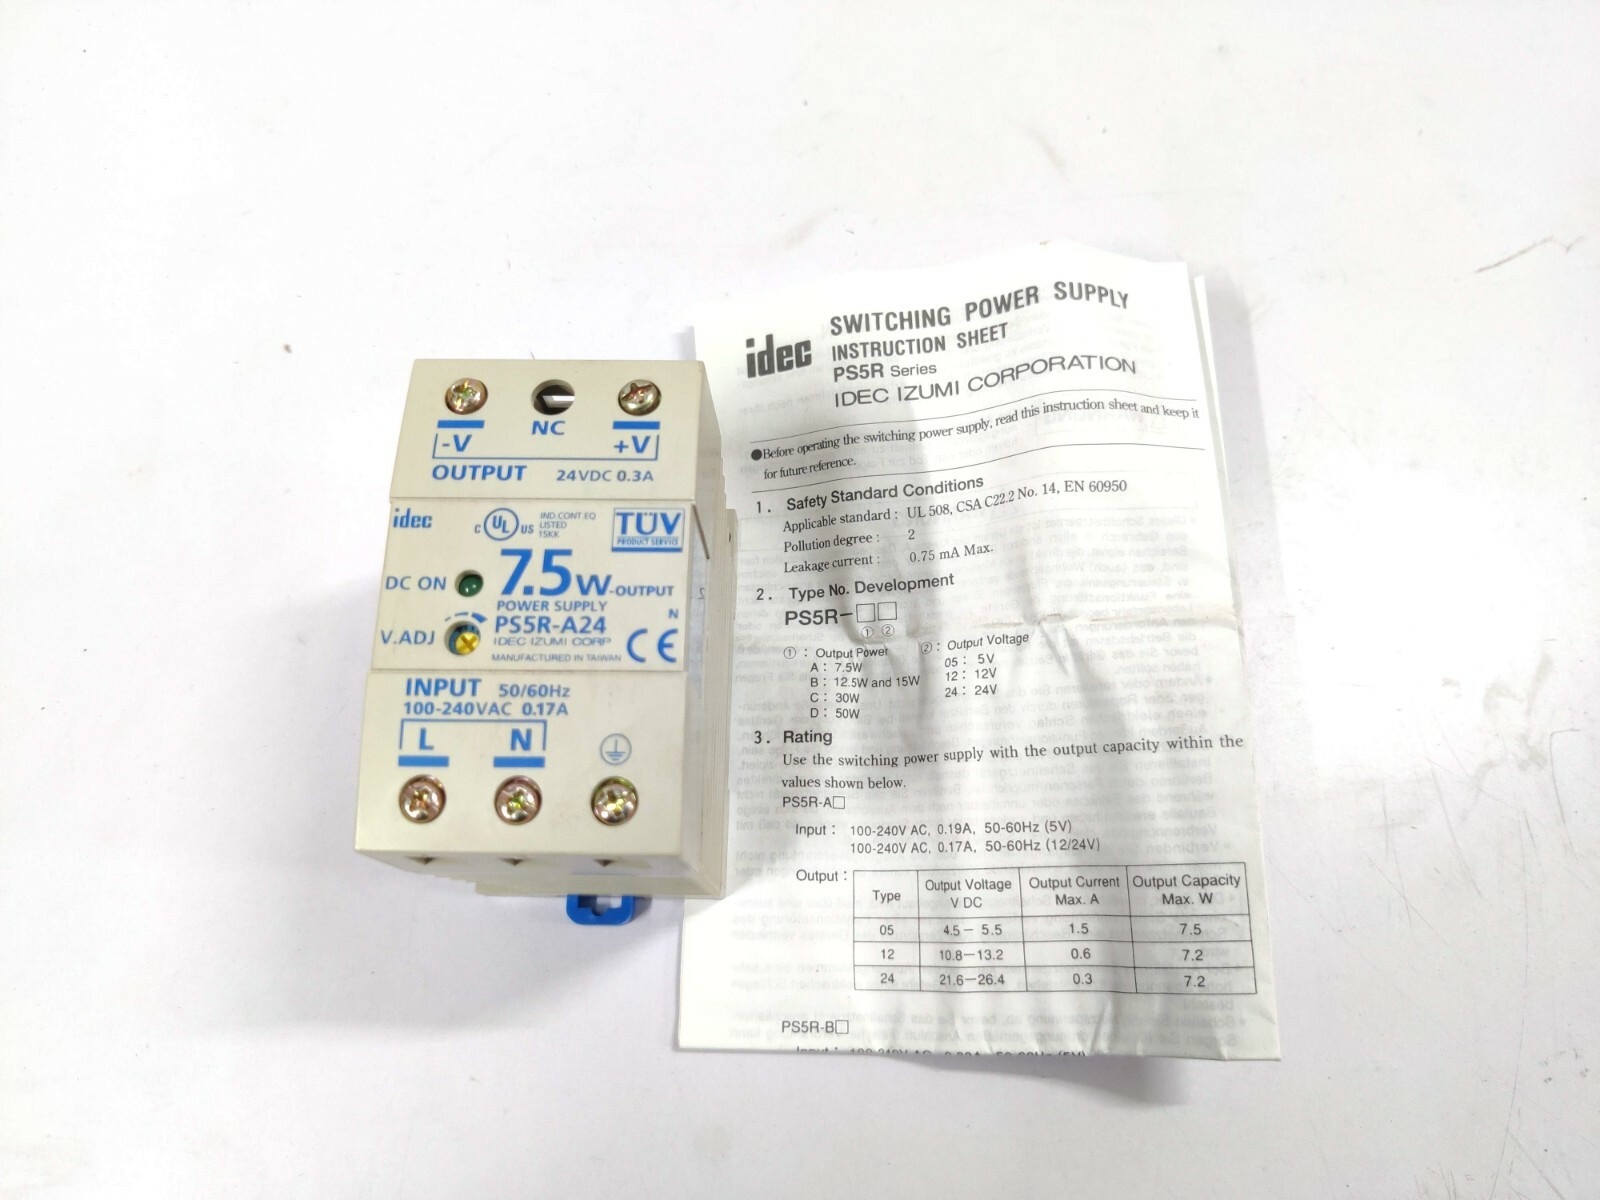 -V
NC
+V
OUTPUT 24VDC 0.3A
idec
C UL US
IND.CONT.EQ
LISTED
15KK
TÜV
PRODUCT SERVICE
7.5W-OUTPUT
DC ON
POWER SUPPLY
N
PS5R-A24
V.ADJ
IDEC IZUMI CORP
CE
MANUFACTURED IN TAIWAN
INPUT 50/60Hz
100-240VAC 0.17A
L
N
idec
SWITCHING POWER SUPPLY
INSTRUCTION SHEET
PS5R Series
IDEC IZUMI CORPORATION
●Before operating the switching power supply, read this instruction sheet and keep it
for future reference.
1. Safety Standard Conditions
Applicable standard : UL 508, CSA C22.2 No. 14, EN 60950
Pollution degree : 2
Leakage current : 0.75 mA Max.
2. Type No. Development
PS5R-□□
① ②
① : Output Power ② : Output Voltage
A : 7.5W 05 : 5V
B : 12.5W and 15W 12 : 12V
C : 30W 24 : 24V
D : 50W
3. Rating
Use the switching power supply with the output capacity within the
values shown below.
PS5R-A□
Input : 100-240V AC, 0.19A, 50-60Hz (5V)
100-240V AC, 0.17A, 50-60Hz (12/24V)
Output :
Type Output Voltage V DC Output Current Max. A Output Capacity Max. W
05 4.5-5.5 1.5 7.5
12 10.8-13.2 0.6 7.2
24 21.6-26.4 0.3 7.2
PS5R-B□